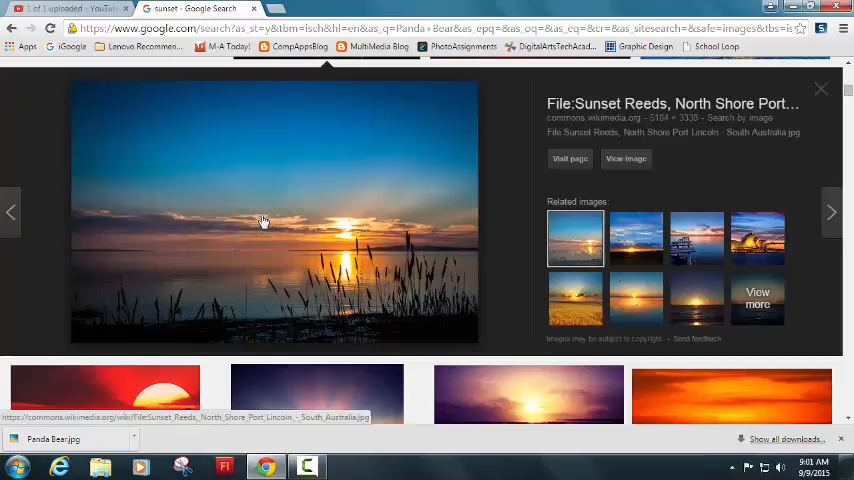 1 of 1 uploaded - YouTu
sunset - Google Search
https://www.google.com/search?as_st=y&tbm=isch&hl=en&as_q=Panda+Bear&as_epq=&as_oq=&as_eq=&cr=&as_sitesearch=&safe=images&tbs=is
Apps
iGoogle
Lenovo Recommen...
M-A Today!
CompAppsBlog
MultiMedia Blog
PhotoAssignments
DigitalArtsTechAcad...
Graphic Design
School Loop
File:Sunset Reeds, North Shore Port...
commons.wikimedia.org - 5184 × 3338 - Search by image
File:Sunset Reeds, North Shore Port Lincoln - South Australia.jpg
Visit page
View image
Related images:
View more
Images may be subject to copyright. - Send feedback
https://commons.wikimedia.org/wiki/File:Sunset_Reeds,_North_Shore_Port_Lincoln_-_South_Australia.jpg
Panda Bear.jpg
Show all downloads...
9:01 AM
9/9/2015